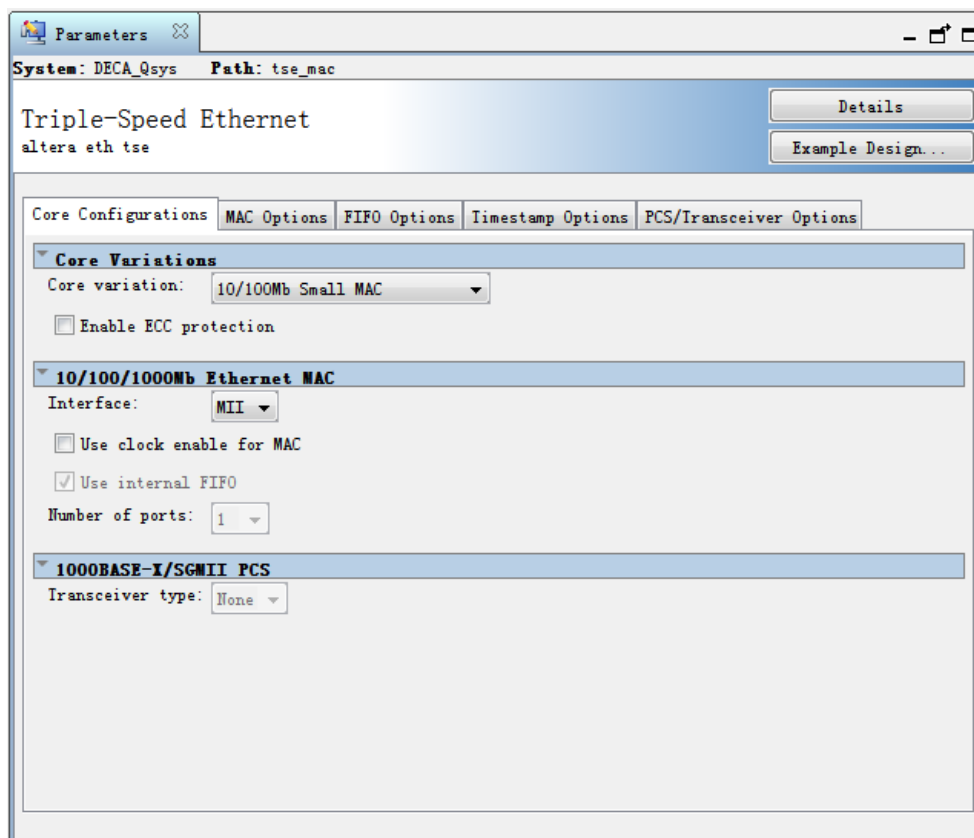 Parameters
System: DECA_Qsys Path: tse_mac
Triple-Speed Ethernet
altera eth tse
Details
Example Design...
Core Configurations MAC Options FIFO Options Timestamp Options PCS/Transceiver Options
Core Variations
Core variation: 10/100Mb Small MAC
Enable ECC protection
10/100/1000Mb Ethernet MAC
Interface: MII
Use clock enable for MAC
Use internal FIFO
Number of ports: 1
1000BASE-X/SGMII PCS
Transceiver type: None